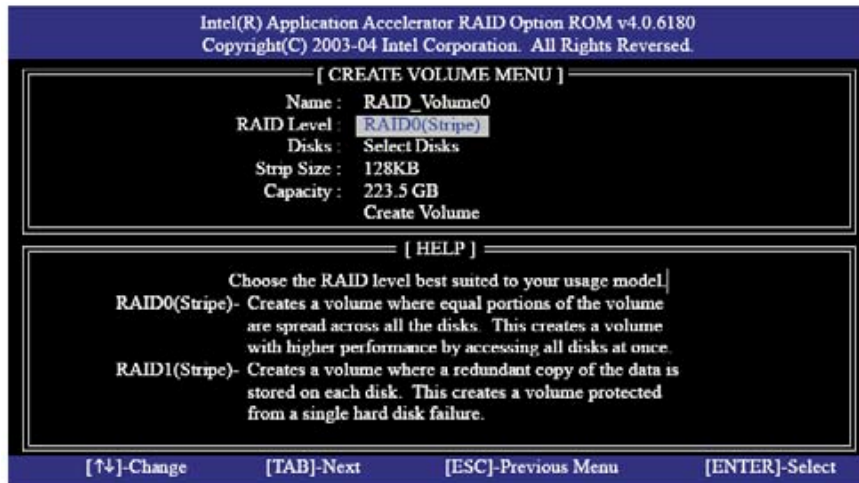 Intel(R) Application Accelerator RAID Option ROM v4.0.6180
Copyright(C) 2003-04 Intel Corporation. All Rights Reversed.
[ CREATE VOLUME MENU ]
Name : RAID_Volume0
RAID Level : RAID0(Stripe)
Disks : Select Disks
Strip Size : 128KB
Capacity : 223.5 GB
Create Volume
[ HELP ]
Choose the RAID level best suited to your usage model.
RAID0(Stripe)- Creates a volume where equal portions of the volume
are spread across all the disks. This creates a volume
with higher performance by accessing all disks at once.
RAID1(Stripe)- Creates a volume where a redundant copy of the data is
stored on each disk. This creates a volume protected
from a single hard disk failure.
[↑↓]-Change [TAB]-Next [ESC]-Previous Menu [ENTER]-Select